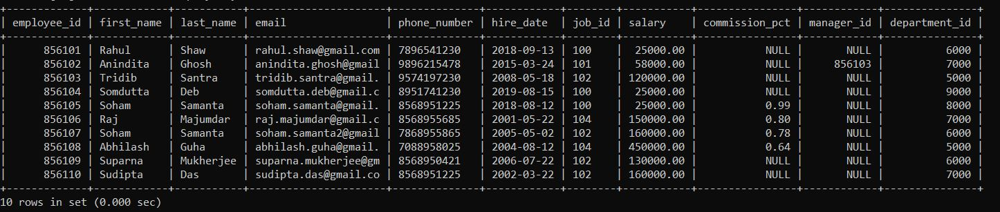 +-------------+------------+-----------+----------------------+--------------+------------+--------+-----------+----------------+------------+---------------+
| employee_id | first_name | last_name | email                | phone_number | hire_date  | job_id | salary    | commission_pct | manager_id | department_id |
+-------------+------------+-----------+----------------------+--------------+------------+--------+-----------+----------------+------------+---------------+
|      856101 | Rahul      | Shaw      | rahul.shaw@gmail.com | 7896541230   | 2018-09-13 | 100    |  25000.00 |           NULL |       NULL |          6000 |
|      856102 | Anindita   | Ghosh     | anindita.ghosh@gmail | 9896215478   | 2015-03-24 | 101    |  58000.00 |           NULL |     856103 |          7000 |
|      856103 | Tridib     | Santra    | tridib.santra@gmail. | 9574197230   | 2008-05-18 | 102    | 120000.00 |           NULL |       NULL |          5000 |
|      856104 | Somdutta   | Deb       | somdutta.deb@gmail.c | 8951741230   | 2019-08-15 | 100    |  25000.00 |           NULL |       NULL |          9000 |
|      856105 | Soham      | Samanta   | soham.samanta@gmail. | 8568951225   | 2018-08-12 | 100    |  25000.00 |           0.99 |       NULL |          8000 |
|      856106 | Raj        | Majumdar  | raj.majumdar@gmail.c | 8568955685   | 2001-05-22 | 104    | 150000.00 |           0.80 |       NULL |          7000 |
|      856107 | Soham      | Samanta   | soham.samanta2@gmail | 7868955865   | 2005-05-02 | 102    | 160000.00 |           0.78 |       NULL |          6000 |
|      856108 | Abhilash   | Guha      | abhilash.guha@gmail. | 7088958025   | 2004-08-12 | 104    | 450000.00 |           0.64 |       NULL |          5000 |
|      856109 | Suparna    | Mukherjee | suparna.mukherjee@gm | 8568950421   | 2006-07-22 | 102    | 130000.00 |           NULL |       NULL |          6000 |
|      856110 | Sudipta    | Das       | sudipta.das@gmail.co | 8568951225   | 2002-03-22 | 102    | 160000.00 |           NULL |       NULL |          7000 |
+-------------+------------+-----------+----------------------+--------------+------------+--------+-----------+----------------+------------+---------------+
10 rows in set (0.000 sec)